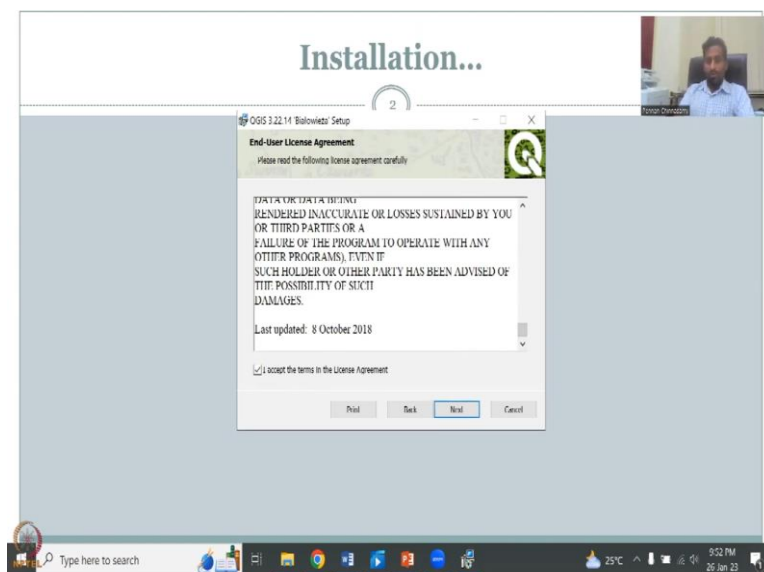 Installation...
2
QGIS 3.22.14 'Bialowieza' Setup
End-User License Agreement
Please read the following license agreement carefully
DATA OR DATA BEING
RENDERED INACCURATE OR LOSSES SUSTAINED BY YOU
OR THIRD PARTIES OR A
FAILURE OF THE PROGRAM TO OPERATE WITH ANY
OTHER PROGRAMS), EVEN IF
SUCH HOLDER OR OTHER PARTY HAS BEEN ADVISED OF
THE POSSIBILITY OF SUCH
DAMAGES.
Last updated: 8 October 2018
I accept the terms in the License Agreement
Print Back Next Cancel
NPTEL
Type here to search
25°C
9:52 PM
26 Jan 23